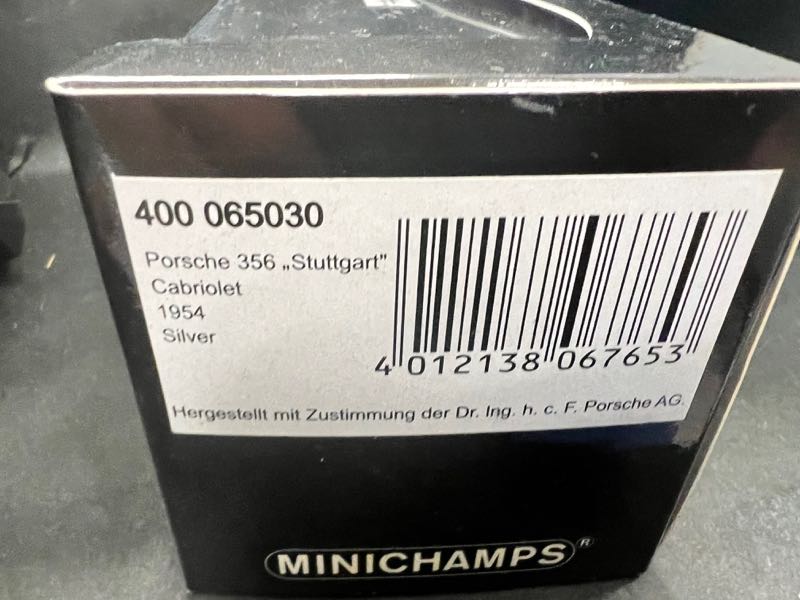 400 065030
Porsche 356 „Stuttgart"
Cabriolet
1954
Silver
4 012138 067653
Hergestellt mit Zustimmung der Dr. Ing. h. c. F. Porsche AG.
MINICHAMPS®